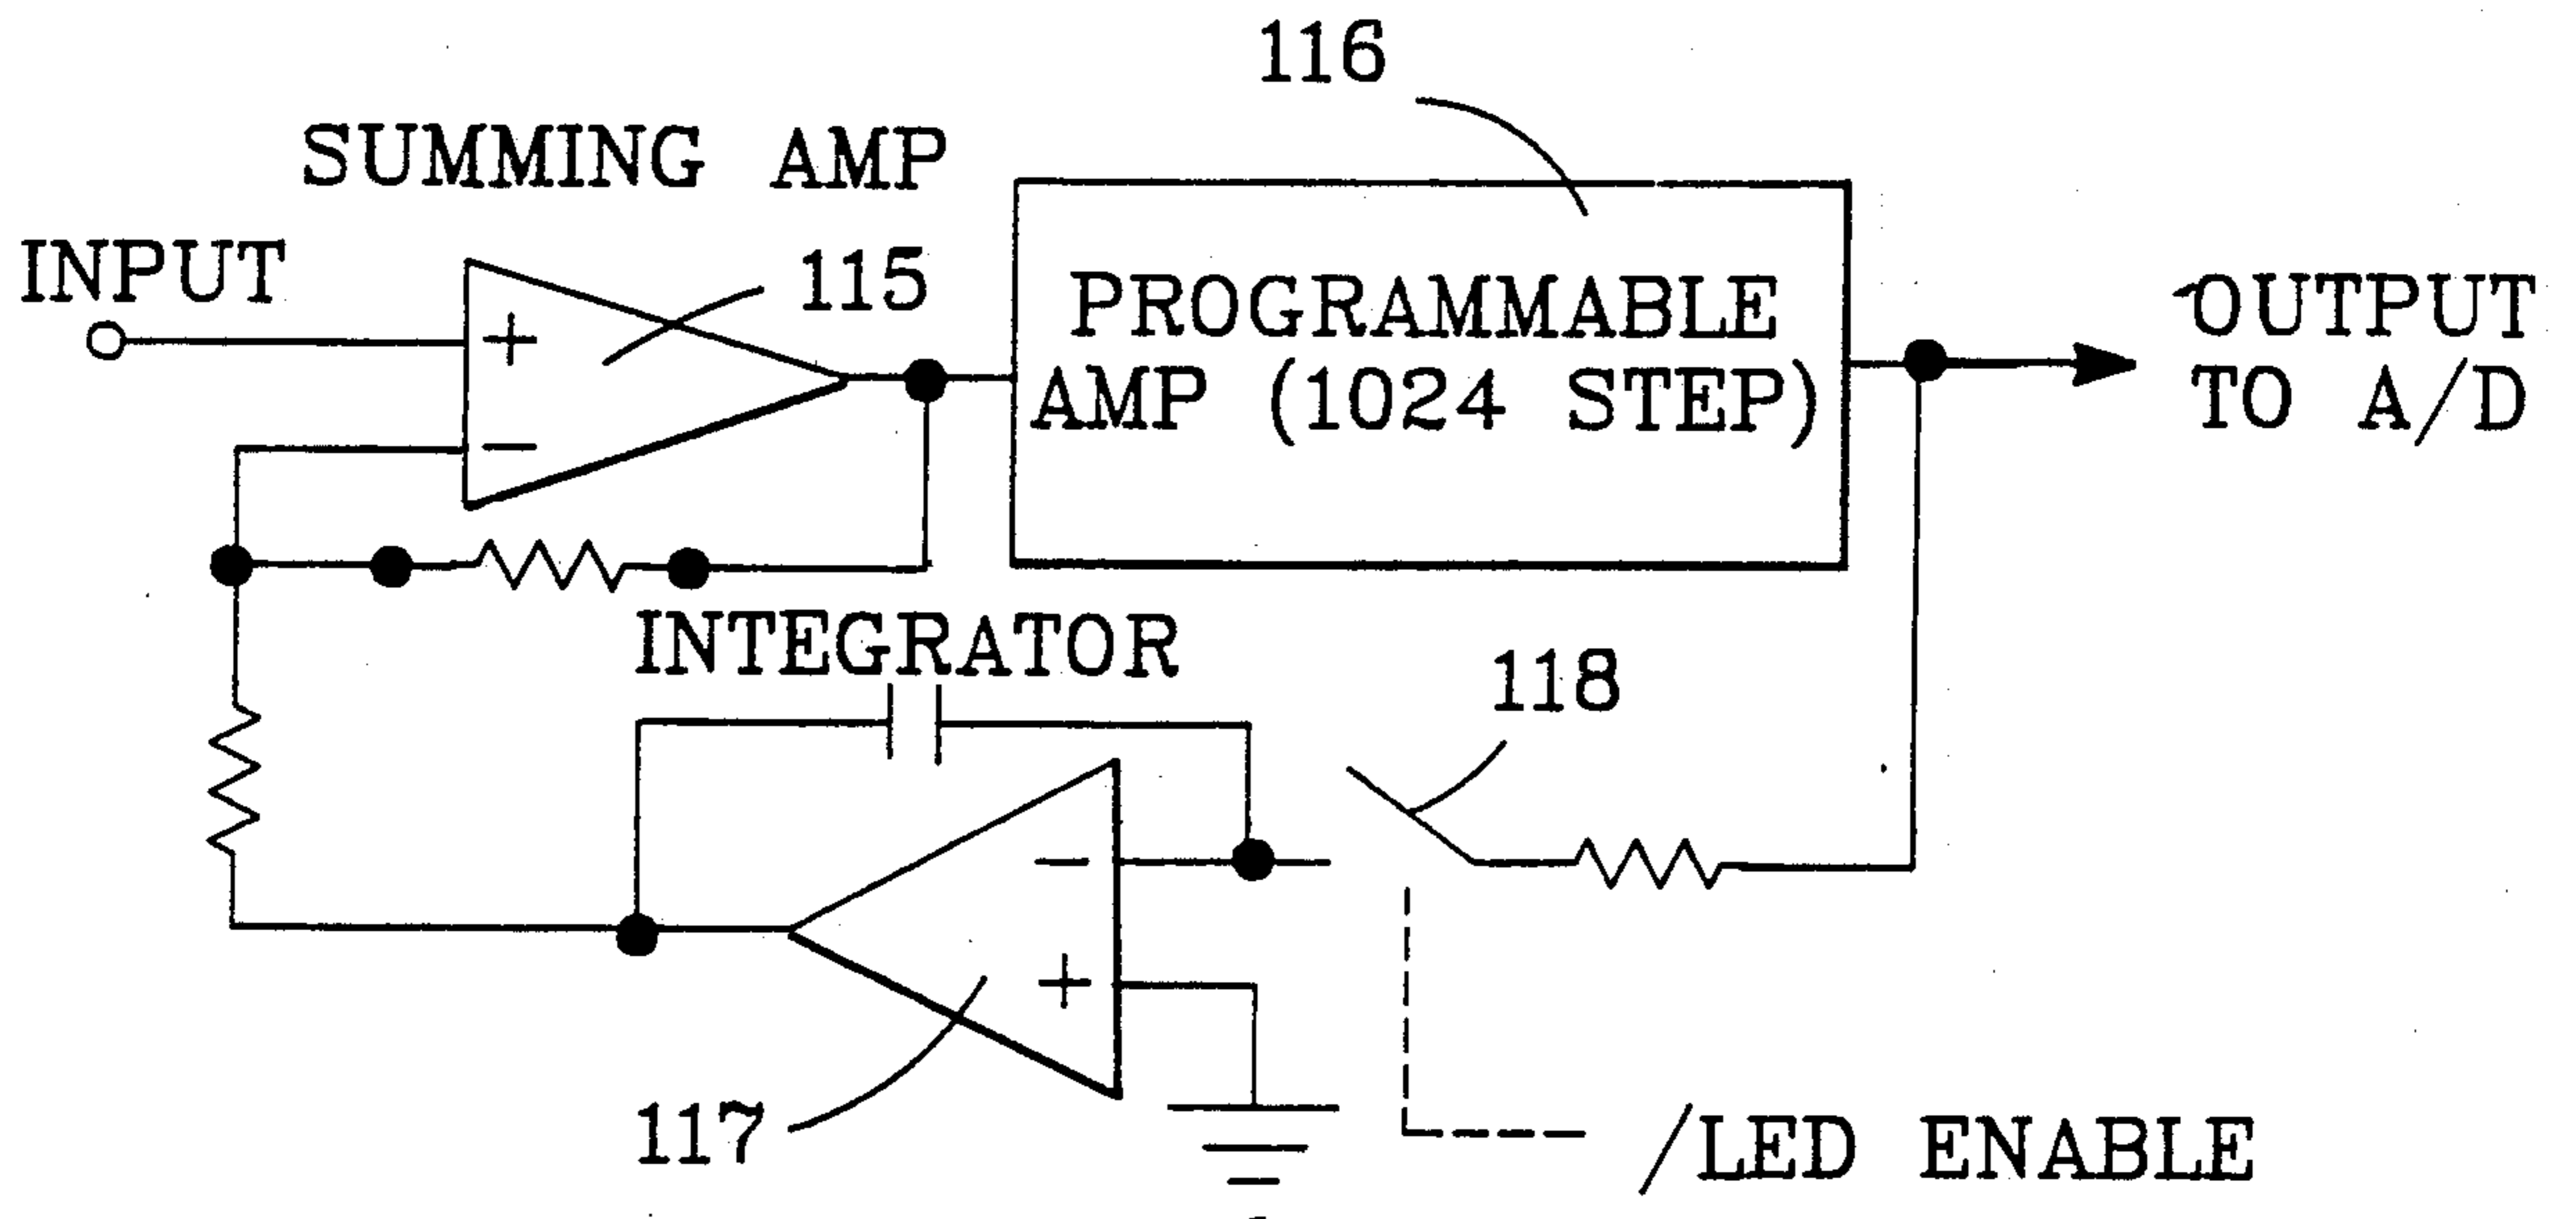 116
SUMMING AMP
INPUT
115
+
−
PROGRAMMABLE
AMP (1024 STEP)
OUTPUT
TO A/D
INTEGRATOR
118
−
+
117
/LED ENABLE